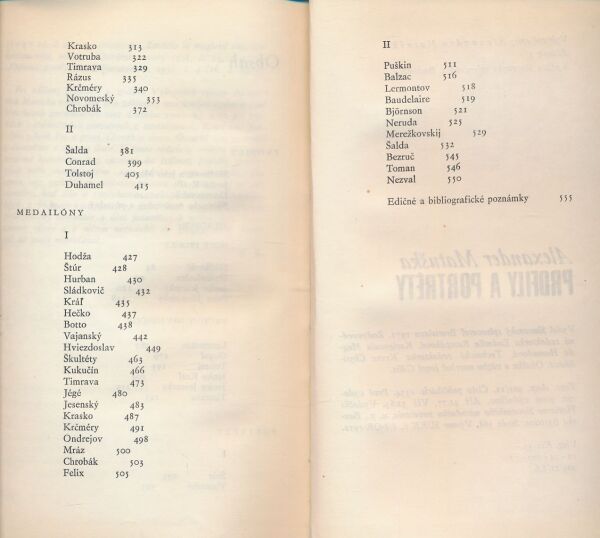 Krasko 313
Votruba 322
Timrava 329
Rázus 335
Krčméry 340
Novomeský 353
Chrobák 372
II
Šalda 381
Conrad 399
Tolstoj 405
Duhamel 415
MEDAILÓNY
I
Hodža 427
Štúr 428
Hurban 430
Sládkovič 432
Kráľ 435
Hečko 437
Botto 438
Vajanský 442
Hviezdoslav 449
Škultéty 463
Kukučín 466
Timrava 473
Jégé 480
Jesenský 483
Krasko 487
Krčméry 491
Ondrejov 498
Mráz 500
Chrobák 503
Felix 505
II
Puškin 511
Balzac 516
Lermontov 518
Baudelaire 519
Björnson 521
Neruda 525
Merežkovskij 529
Šalda 532
Bezruč 545
Toman 546
Nezval 550
Edičné a bibliografické poznámky 555
Alexander Matuška
PROFILY A PORTRÉTY